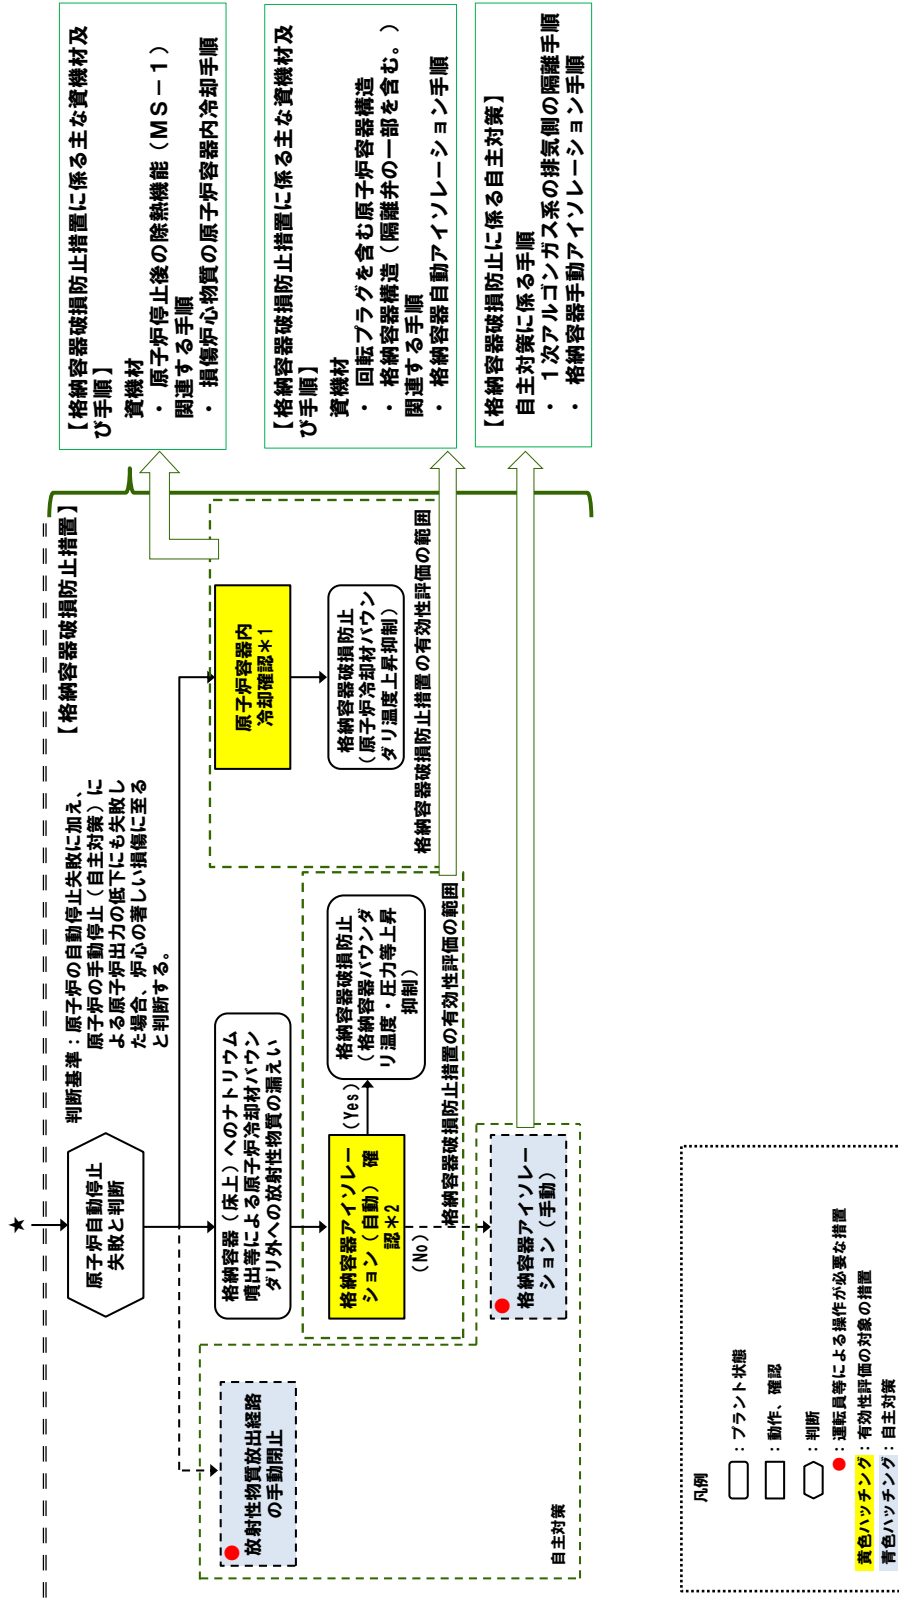 ★
原子炉自動停止
失敗と判断
判断基準：原子炉の自動停止失敗に加え、
原子炉の手動停止（自主対策）に
よる原子炉出力の低下にも失敗し
た場合、炉心の著しい損傷に至る
と判断する。
【格納容器破損防止措置】
放射性物質放出経路
の手動閉止
格納容器（床上）へのナトリウム
噴出等による原子炉冷却材バウン
ダリ外への放射性物質の漏えい
原子炉容器内
冷却確認＊1
格納容器アイソレー
ション（自動）　確
認＊2
（Yes）
（No）
格納容器破損防止
（格納容器バウンダ
リ温度・圧力等上昇
抑制）
格納容器破損防止
（原子炉冷却材バウン
ダリ温度上昇抑制）
格納容器破損防止措置の有効性評価の範囲
格納容器破損防止措置の有効性評価の範囲
格納容器アイソレー
ション（手動）
自主対策
【格納容器破損防止措置に係る主な資機材及
び手順】
資機材
・ 原子炉停止後の除熱機能（ＭＳ－１）
関連する手順
・ 損傷炉心物質の原子炉容器内冷却手順
【格納容器破損防止措置に係る主な資機材及
び手順】
資機材
・ 回転プラグを含む原子炉容器構造
・ 格納容器構造（隔離弁の一部を含む。）
関連する手順
・ 格納容器自動アイソレーション手順
【格納容器破損防止に係る自主対策】
自主対策に係る手順
・ １次アルゴンガス系の排気側の隔離手順
・ 格納容器手動アイソレーション手順
凡例
：プラント状態
：動作、確認
：判断
：運転員等による操作が必要な措置
黄色ハッチング：有効性評価の対象の措置
青色ハッチング：自主対策